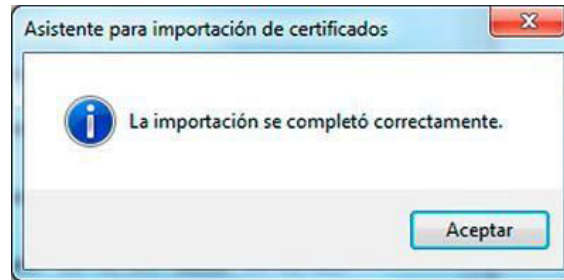 Asistente para importación de certificados
La importación se completó correctamente.
Aceptar